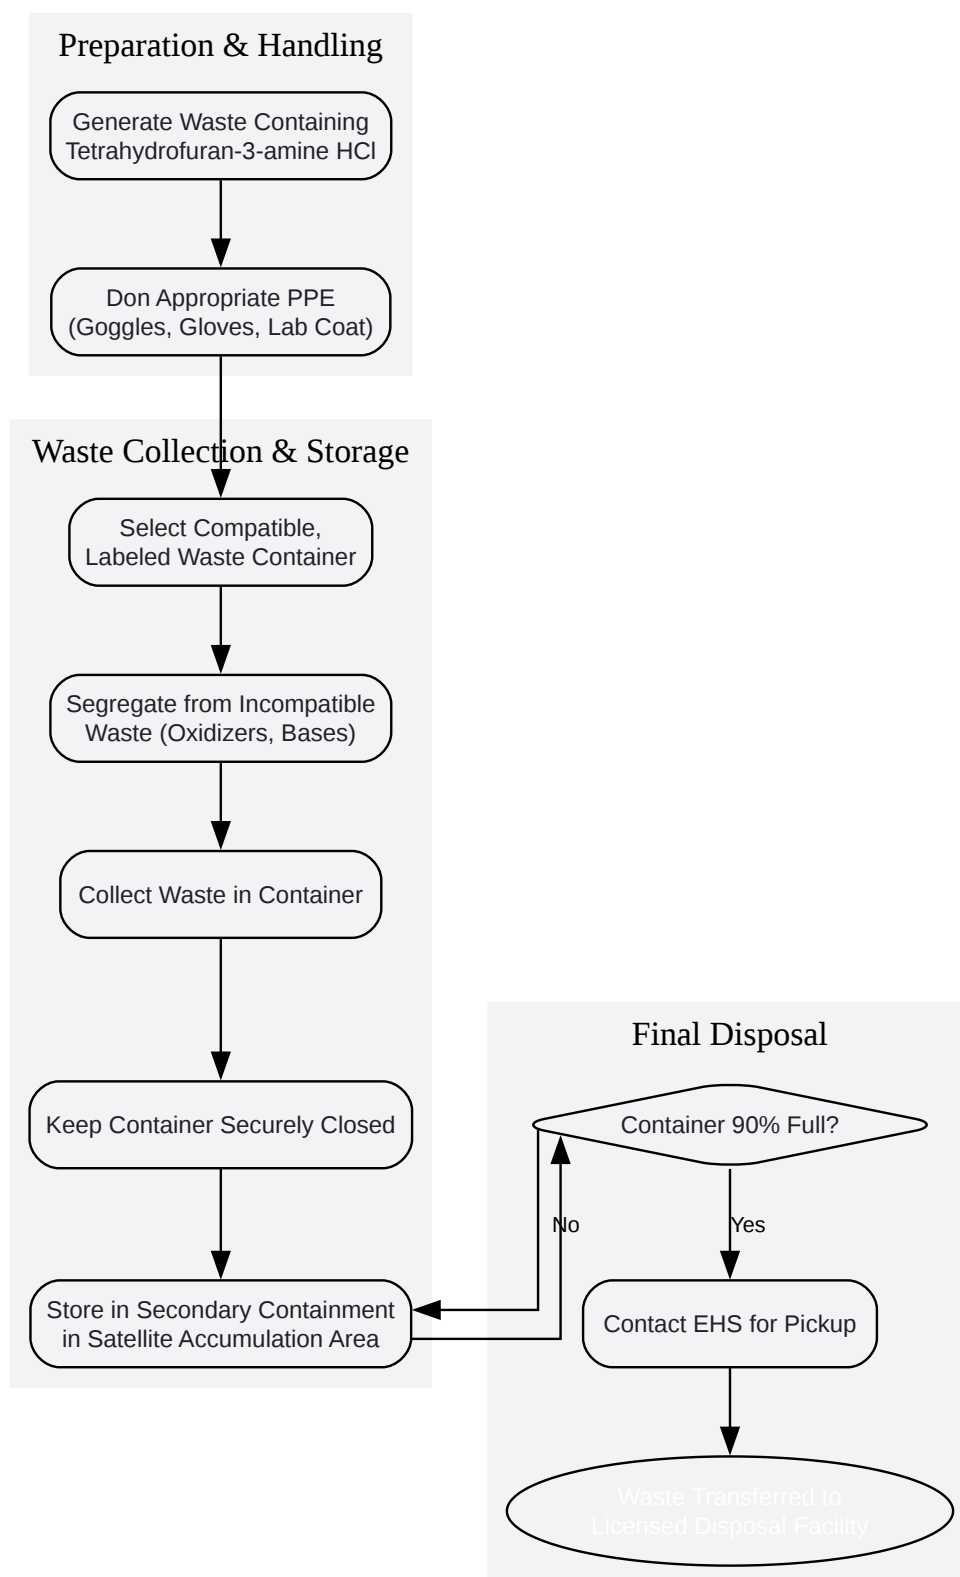 Preparation & Handling
Generate Waste Containing
Tetrahydrofuran-3-amine HCl
Don Appropriate PPE
(Goggles, Gloves, Lab Coat)
Waste Collection & Storage
Select Compatible,
Labeled Waste Container
Segregate from Incompatible
Waste (Oxidizers, Bases)
Collect Waste in Container
Keep Container Securely Closed
Store in Secondary Containment
in Satellite Accumulation Area
Final Disposal
Container 90% Full?
No
Yes
Contact EHS for Pickup
Waste Transferred to
Licensed Disposal Facility